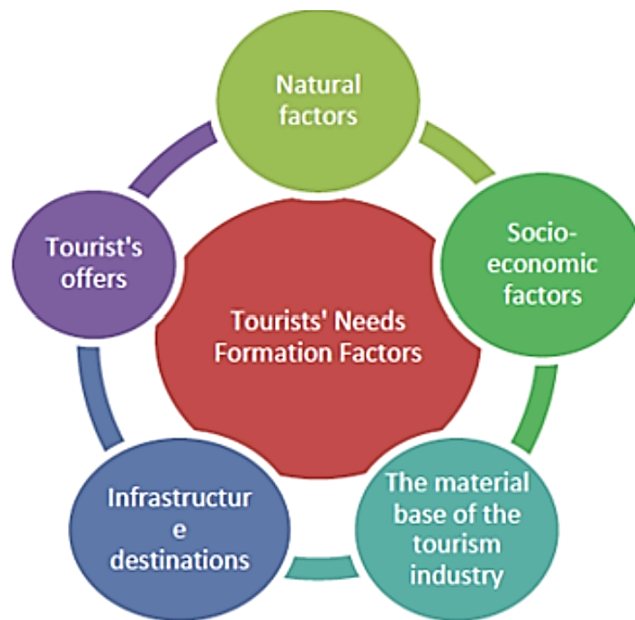 Natural
factors
Socio-
economic
factors
The material
base of the
tourism
industry
Infrastructur
e
destinations
Tourist's
offers
Tourists' Needs
Formation Factors